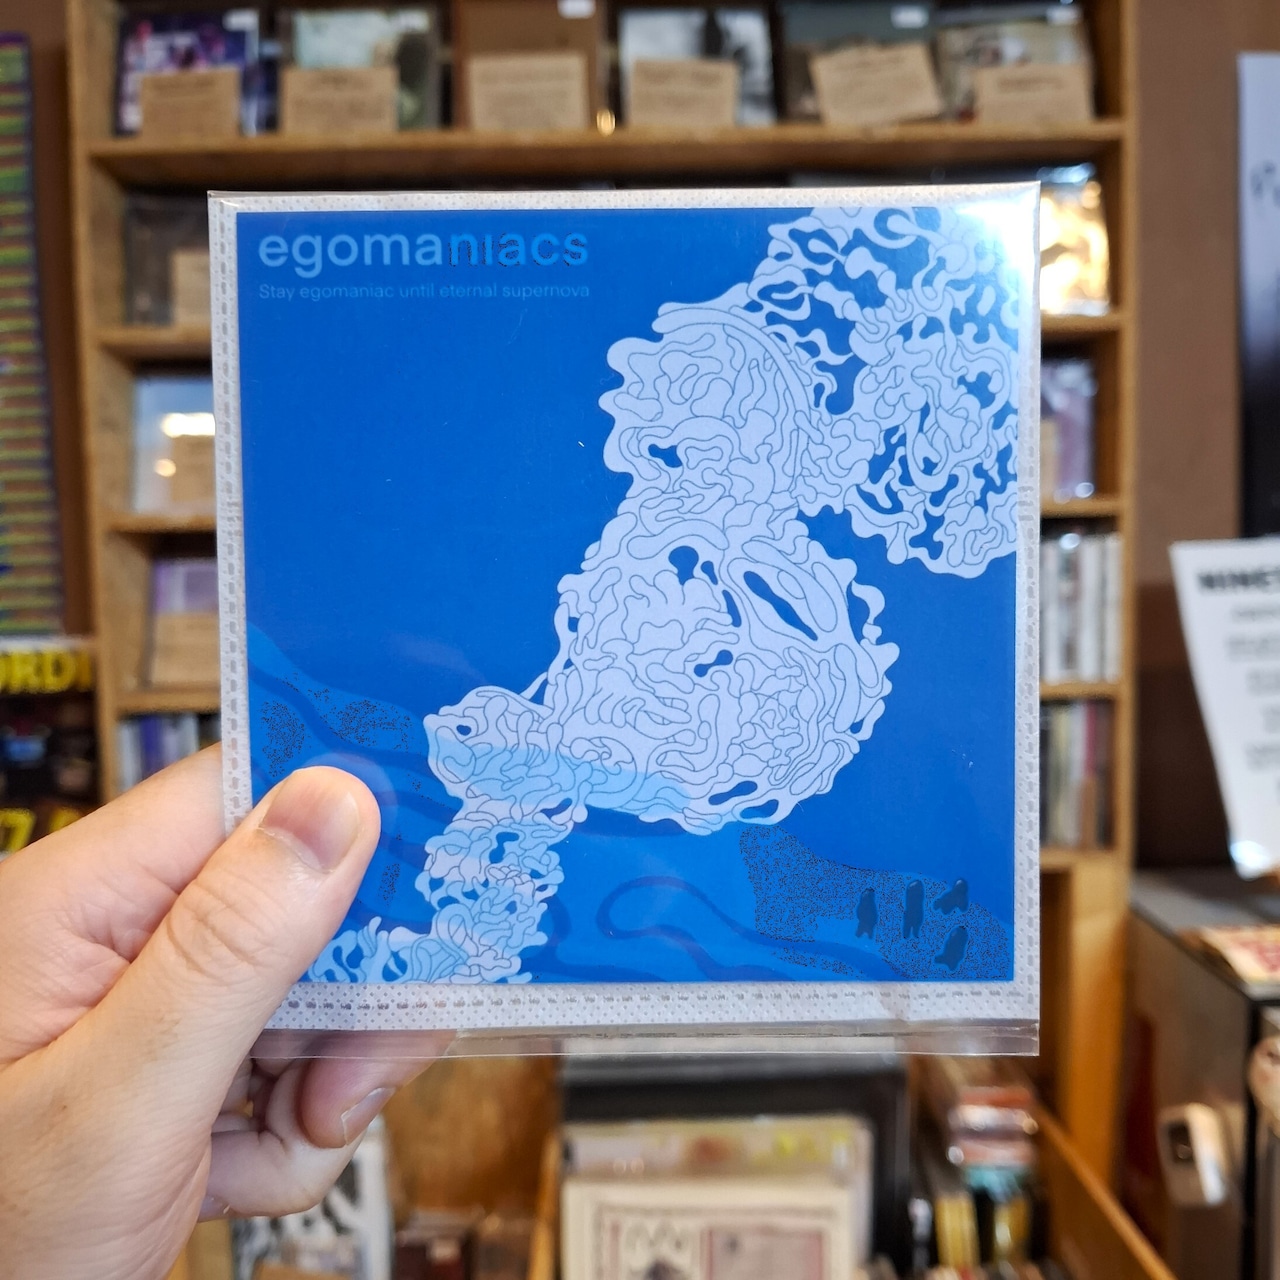 egomaniacs
Stay egomaniac until eternal supernova